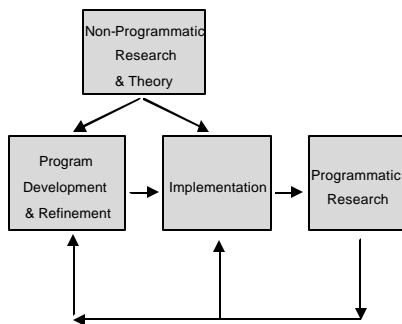 Non-Programmatic
Research
& Theory
Program
Development
& Refinement
Implementation
Programmatic
Research